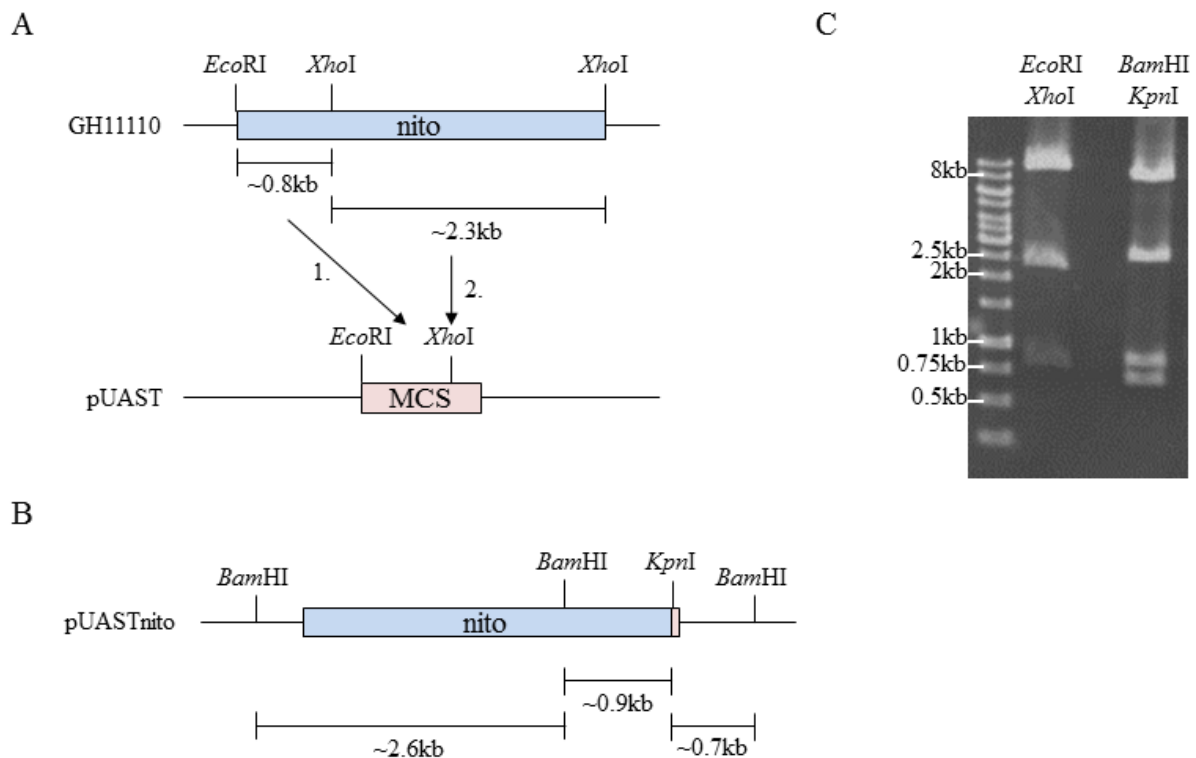 A
EcoRI XhoI XhoI
GH11110 nito
~0.8kb
~2.3kb
1.
2.
EcoRI XhoI
pUAST MCS
B
BamHI BamHI KpnI BamHI
pUASTnito nito
~0.9kb
~2.6kb ~0.7kb
C
EcoRI BamHI
XhoI KpnI
8kb
2.5kb
2kb
1kb
0.75kb
0.5kb